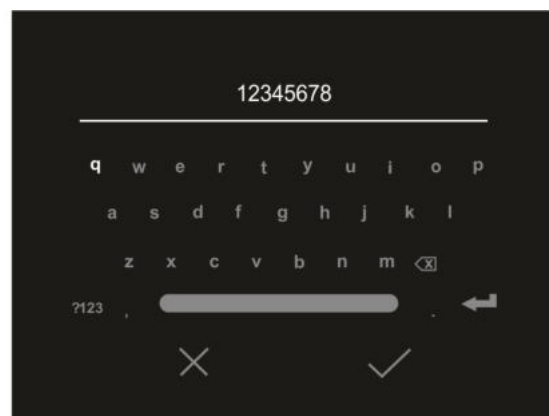 12345678
q w e r t y u i o p
a s d f g h j k l
z x c v b n m
?123 , .